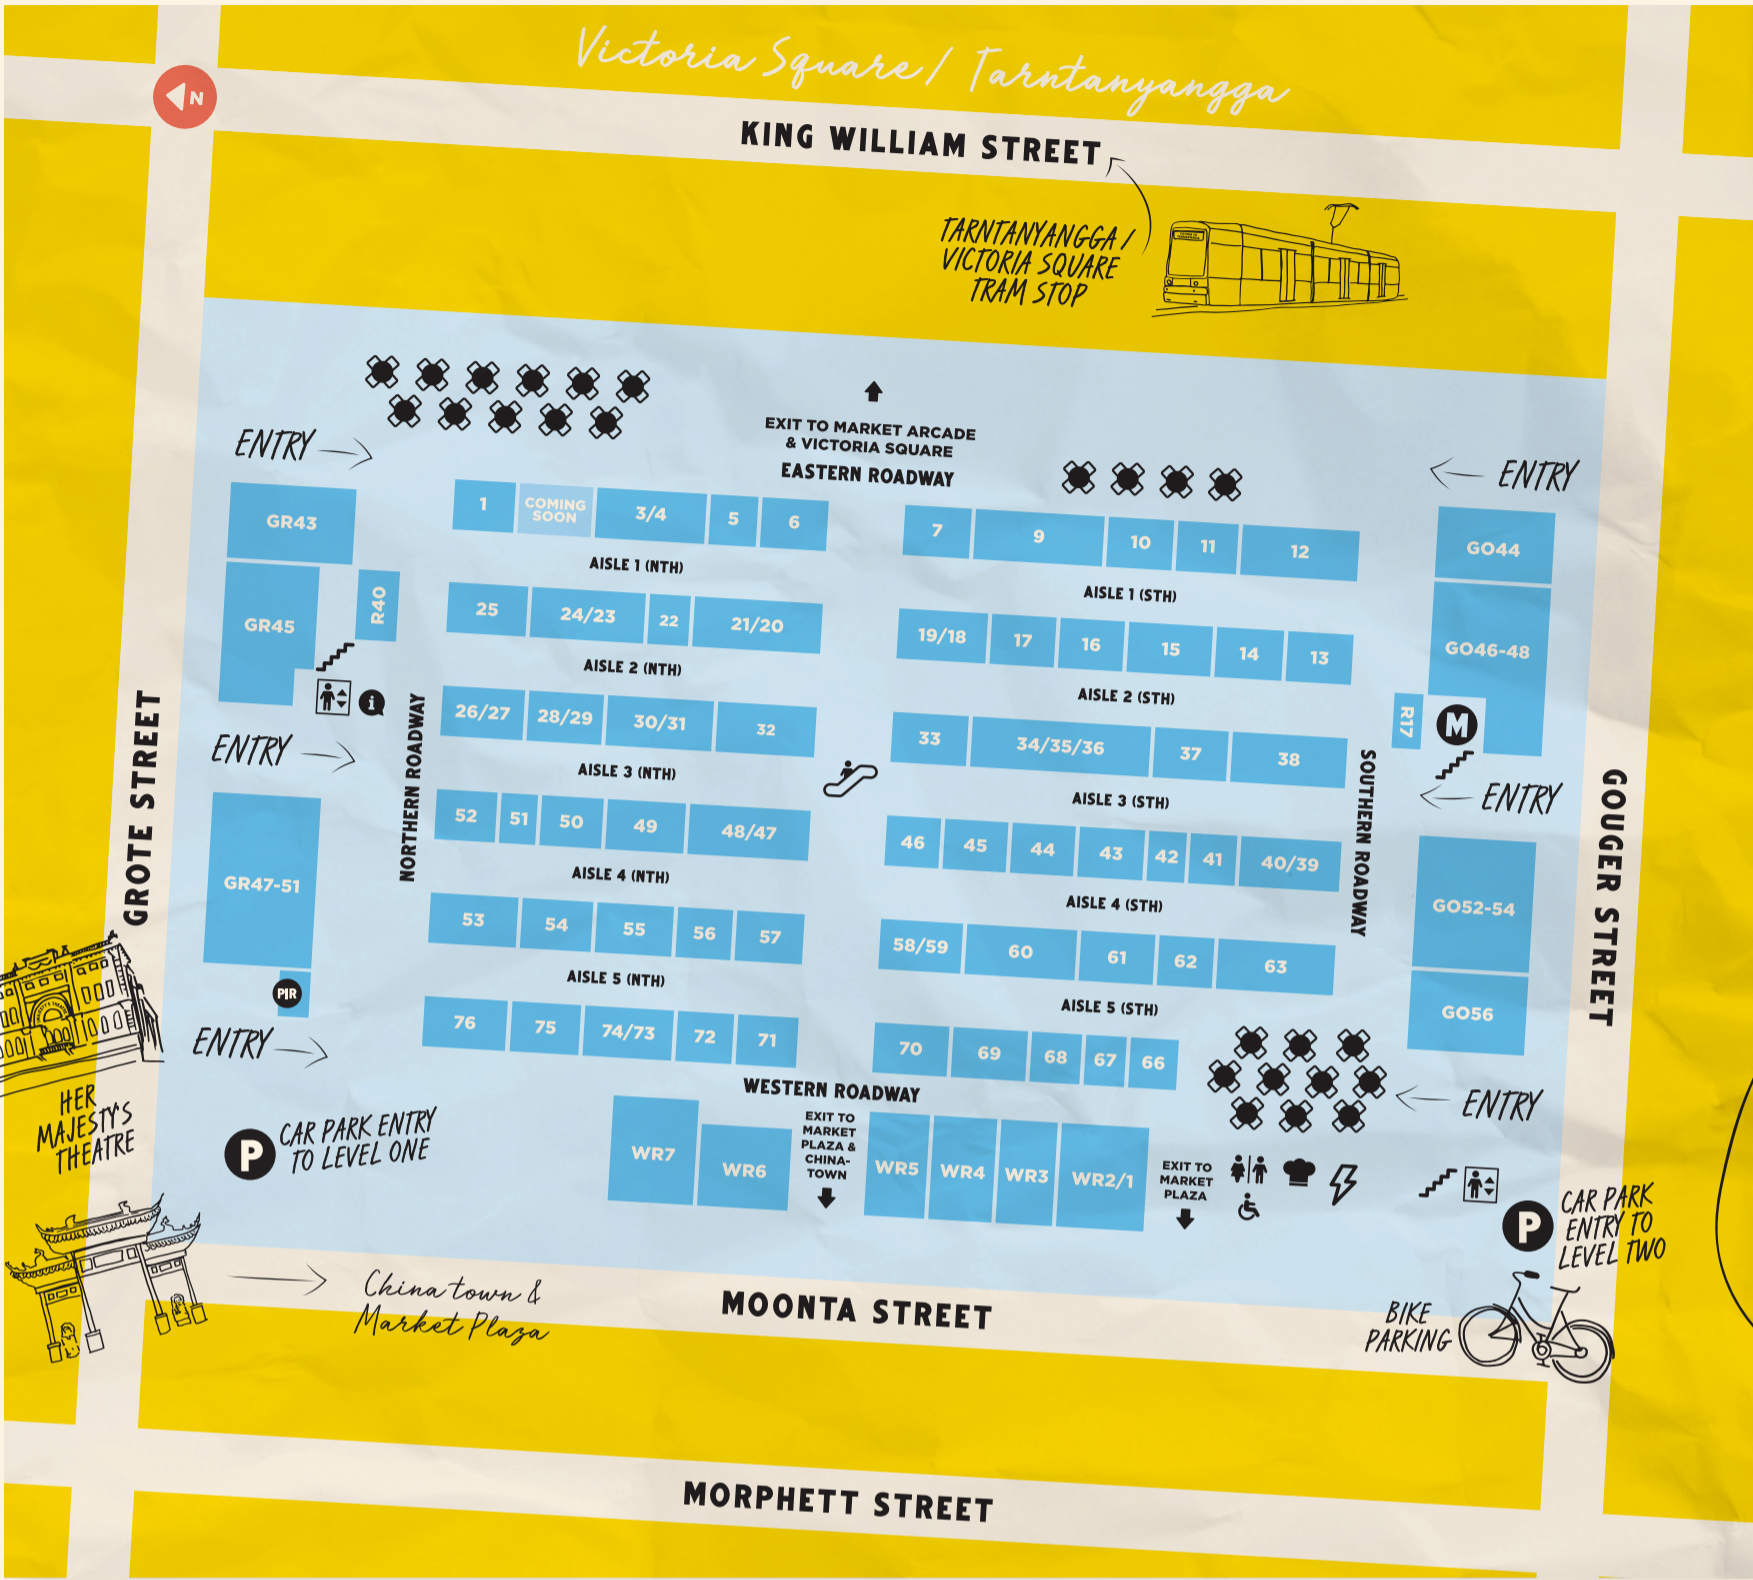 Victoria Square / Tarntanyangga
N
KING WILLIAM STREET
TARNTANYANGGA /
VICTORIA SQUARE
TRAM STOP
EXIT TO MARKET ARCADE
& VICTORIA SQUARE
EASTERN ROADWAY
ENTRY
ENTRY
GR43
1
COMING
SOON
3/4
5
6
7
9
10
11
12
GO44
AISLE 1 (NTH)
AISLE 1 (STH)
GR45
R40
25
24/23
22
21/20
19/18
17
16
15
14
13
GO46-48
AISLE 2 (NTH)
AISLE 2 (STH)
i
26/27
28/29
30/31
32
33
34/35/36
37
38
R17
M
ENTRY
NORTHERN ROADWAY
AISLE 3 (NTH)
AISLE 3 (STH)
SOUTHERN ROADWAY
ENTRY
GROTE STREET
GOUGER STREET
52
51
50
49
48/47
46
45
44
43
42
41
40/39
GR47-51
AISLE 4 (NTH)
AISLE 4 (STH)
GO52-54
53
54
55
56
57
58/59
60
61
62
63
AISLE 5 (NTH)
AISLE 5 (STH)
PIR
GO56
ENTRY
76
75
74/73
72
71
70
69
68
67
66
WESTERN ROADWAY
ENTRY
HER
MAJESTY'S
THEATRE
P
CAR PARK ENTRY
TO LEVEL ONE
WR7
WR6
EXIT TO
MARKET
PLAZA &
CHINA-
TOWN
WR5
WR4
WR3
WR2/1
EXIT TO
MARKET
PLAZA
P
CAR PARK
ENTRY TO
LEVEL TWO
China town &
Market Plaza
MOONTA STREET
BIKE
PARKING
MORPHETT STREET